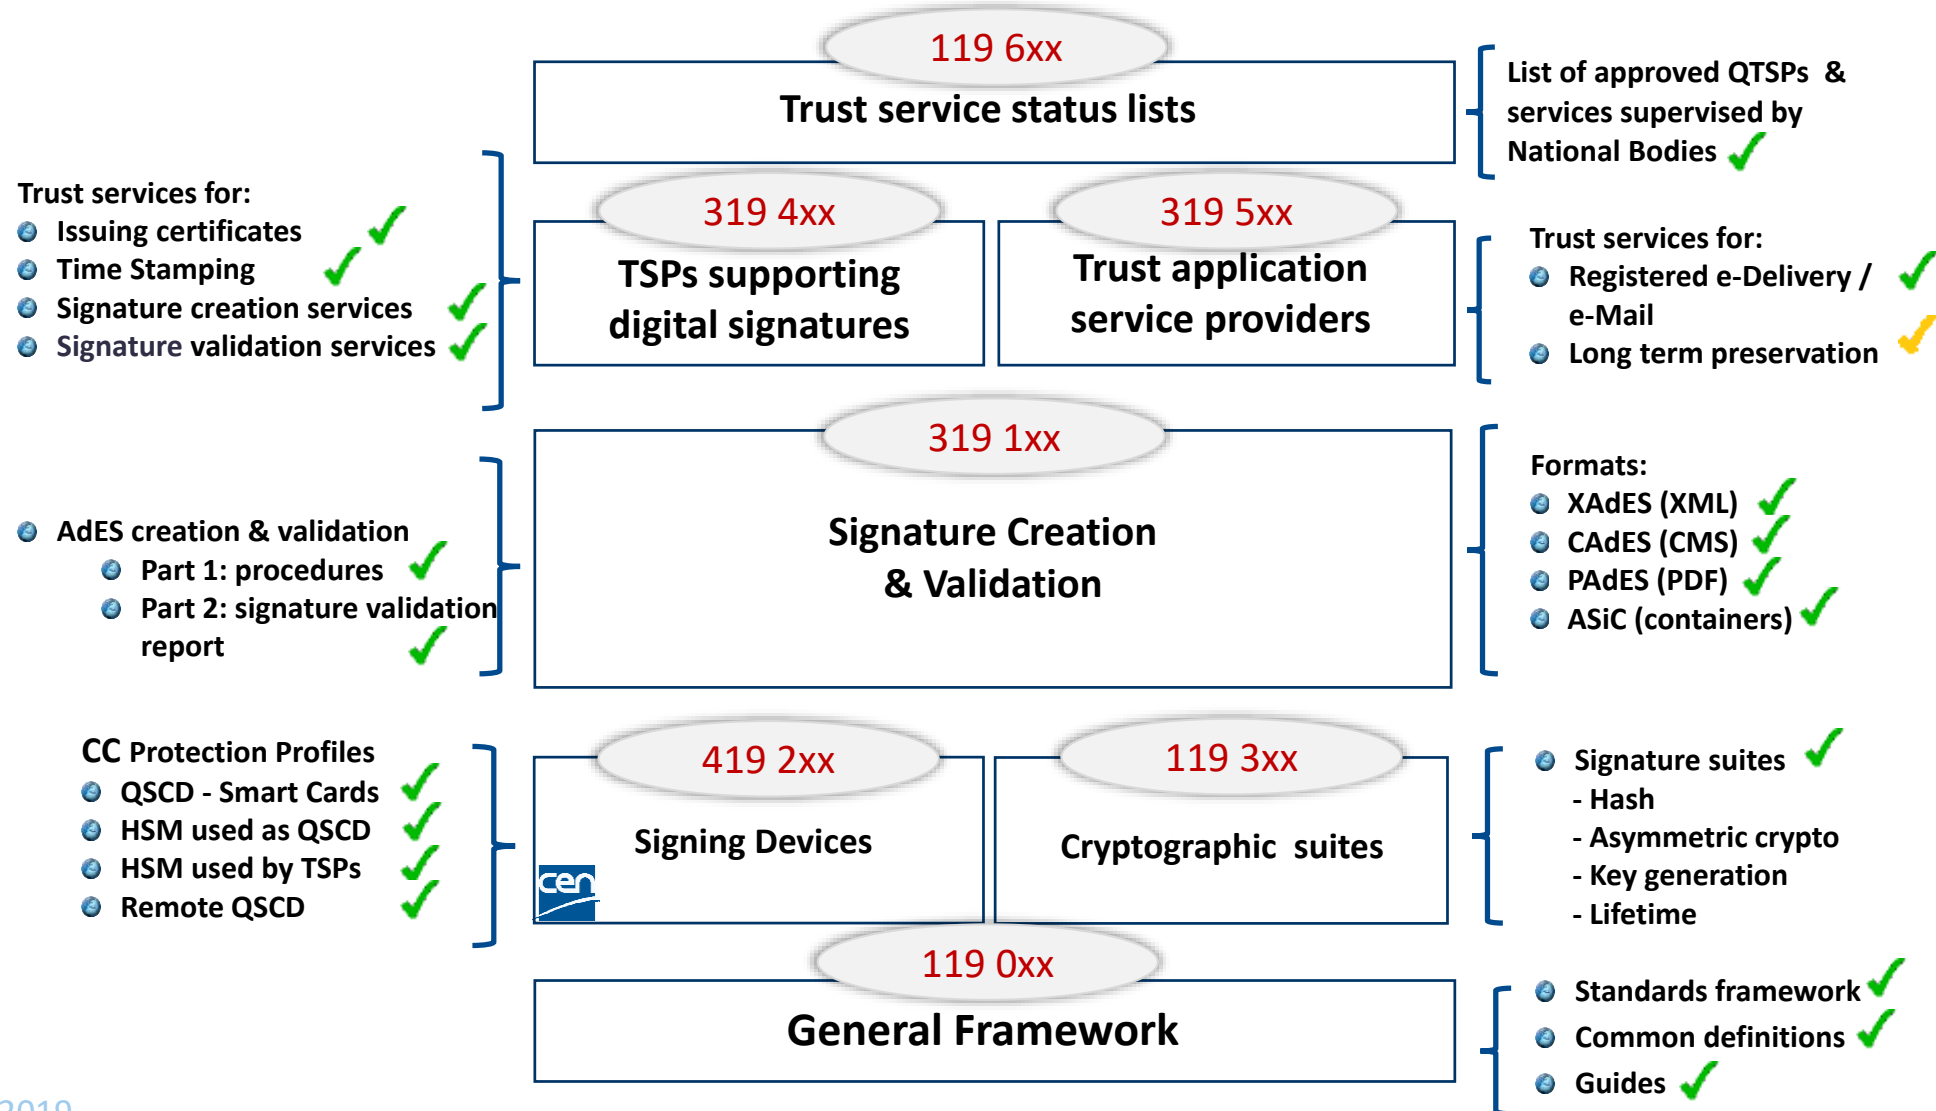 119 6xx
Trust service status lists
List of approved QTSPs &
services supervised by
National Bodies
Trust services for:
Issuing certificates
Time Stamping
Signature creation services
Signature validation services
319 4xx
TSPs supporting
digital signatures
319 5xx
Trust application
service providers
Trust services for:
Registered e-Delivery /
e-Mail
Long term preservation
319 1xx
Signature Creation
& Validation
AdES creation & validation
Part 1: procedures
Part 2: signature validation
report
Formats:
XAdES (XML)
CAdES (CMS)
PAdES (PDF)
ASiC (containers)
CC Protection Profiles
QSCD - Smart Cards
HSM used as QSCD
HSM used by TSPs
Remote QSCD
419 2xx
Signing Devices
cen
119 3xx
Cryptographic suites
Signature suites
- Hash
- Asymmetric crypto
- Key generation
- Lifetime
119 0xx
General Framework
Standards framework
Common definitions
Guides
2019